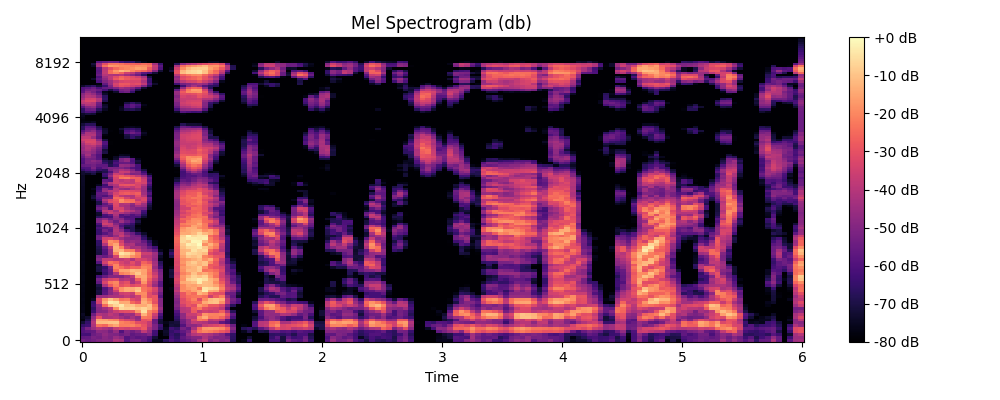 Mel Spectrogram (db)
Hz
8192
4096
2048
1024
512
0
0 1 2 3 4 5 6
Time
+0 dB
-10 dB
-20 dB
-30 dB
-40 dB
-50 dB
-60 dB
-70 dB
-80 dB